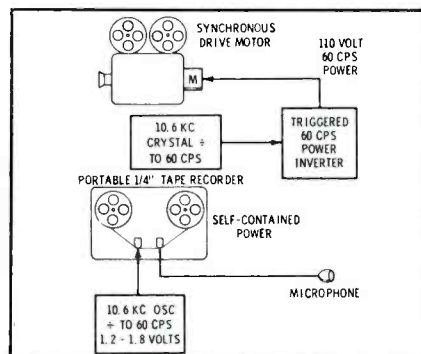 SYNCHRONOUS
DRIVE MOTOR
110 VOLT
60 CPS
POWER
M
10.6 KC
CRYSTAL ÷
TO 60 CPS
TRIGGERED
60 CPS
POWER
INVERTER
PORTABLE 1/4" TAPE RECORDER
SELF-CONTAINED
POWER
MICROPHONE
10.6 KC OSC
÷ TO 60 CPS
1.2 - 1.8 VOLTS